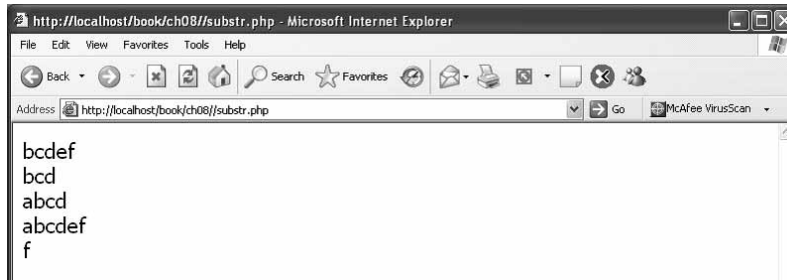 http://localhost/book/ch08//substr.php - Microsoft Internet Explorer
File Edit View Favorites Tools Help
Back Search Favorites
Address http://localhost/book/ch08//substr.php Go McAfee VirusScan
bcdef
bcd
abcd
abcdef
f